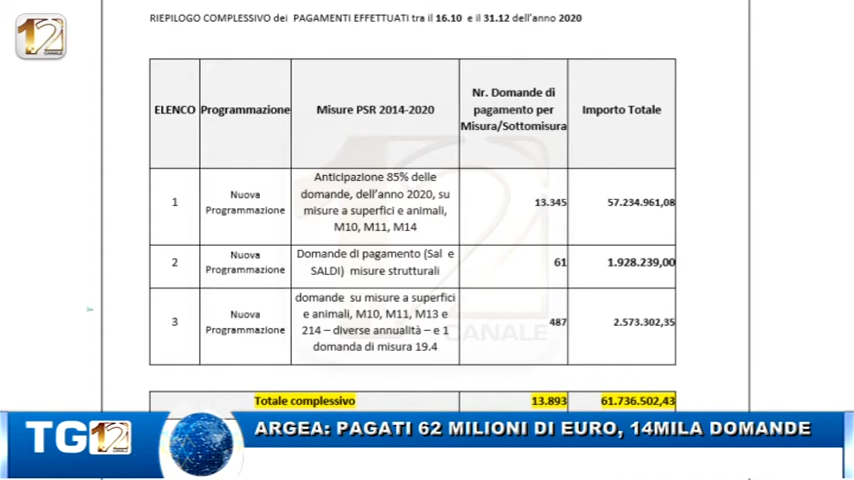 RIEPILOGO COMPLESSIVO dei PAGAMENTI EFFETTUATI tra il 16.10 e il 31.12 dell'anno 2020
12
CANALE
ELENCO
Programmazione
Misure PSR 2014-2020
Nr. Domande di
pagamento per
Misura/Sottomisura
Importo Totale
1
Nuova
Programmazione
Anticipazione 85% delle
domande, dell'anno 2020, su
misure a superfici e animali,
M10, M11, M14
13.345
57.234.961,08
2
Nuova
Programmazione
Domande di pagamento (Sal e
SALDI) misure strutturali
61
1.928.239,00
3
Nuova
Programmazione
domande su misure a superfici
e animali, M10, M11, M13 e
214 – diverse annualità – e 1
domanda di misura 19.4
487
2.573.302,35
CANALE
Totale complessivo
13.893
61.736.502,43
TG12
CANALE
ARGEA: PAGATI 62 MILIONI DI EURO, 14MILA DOMANDE